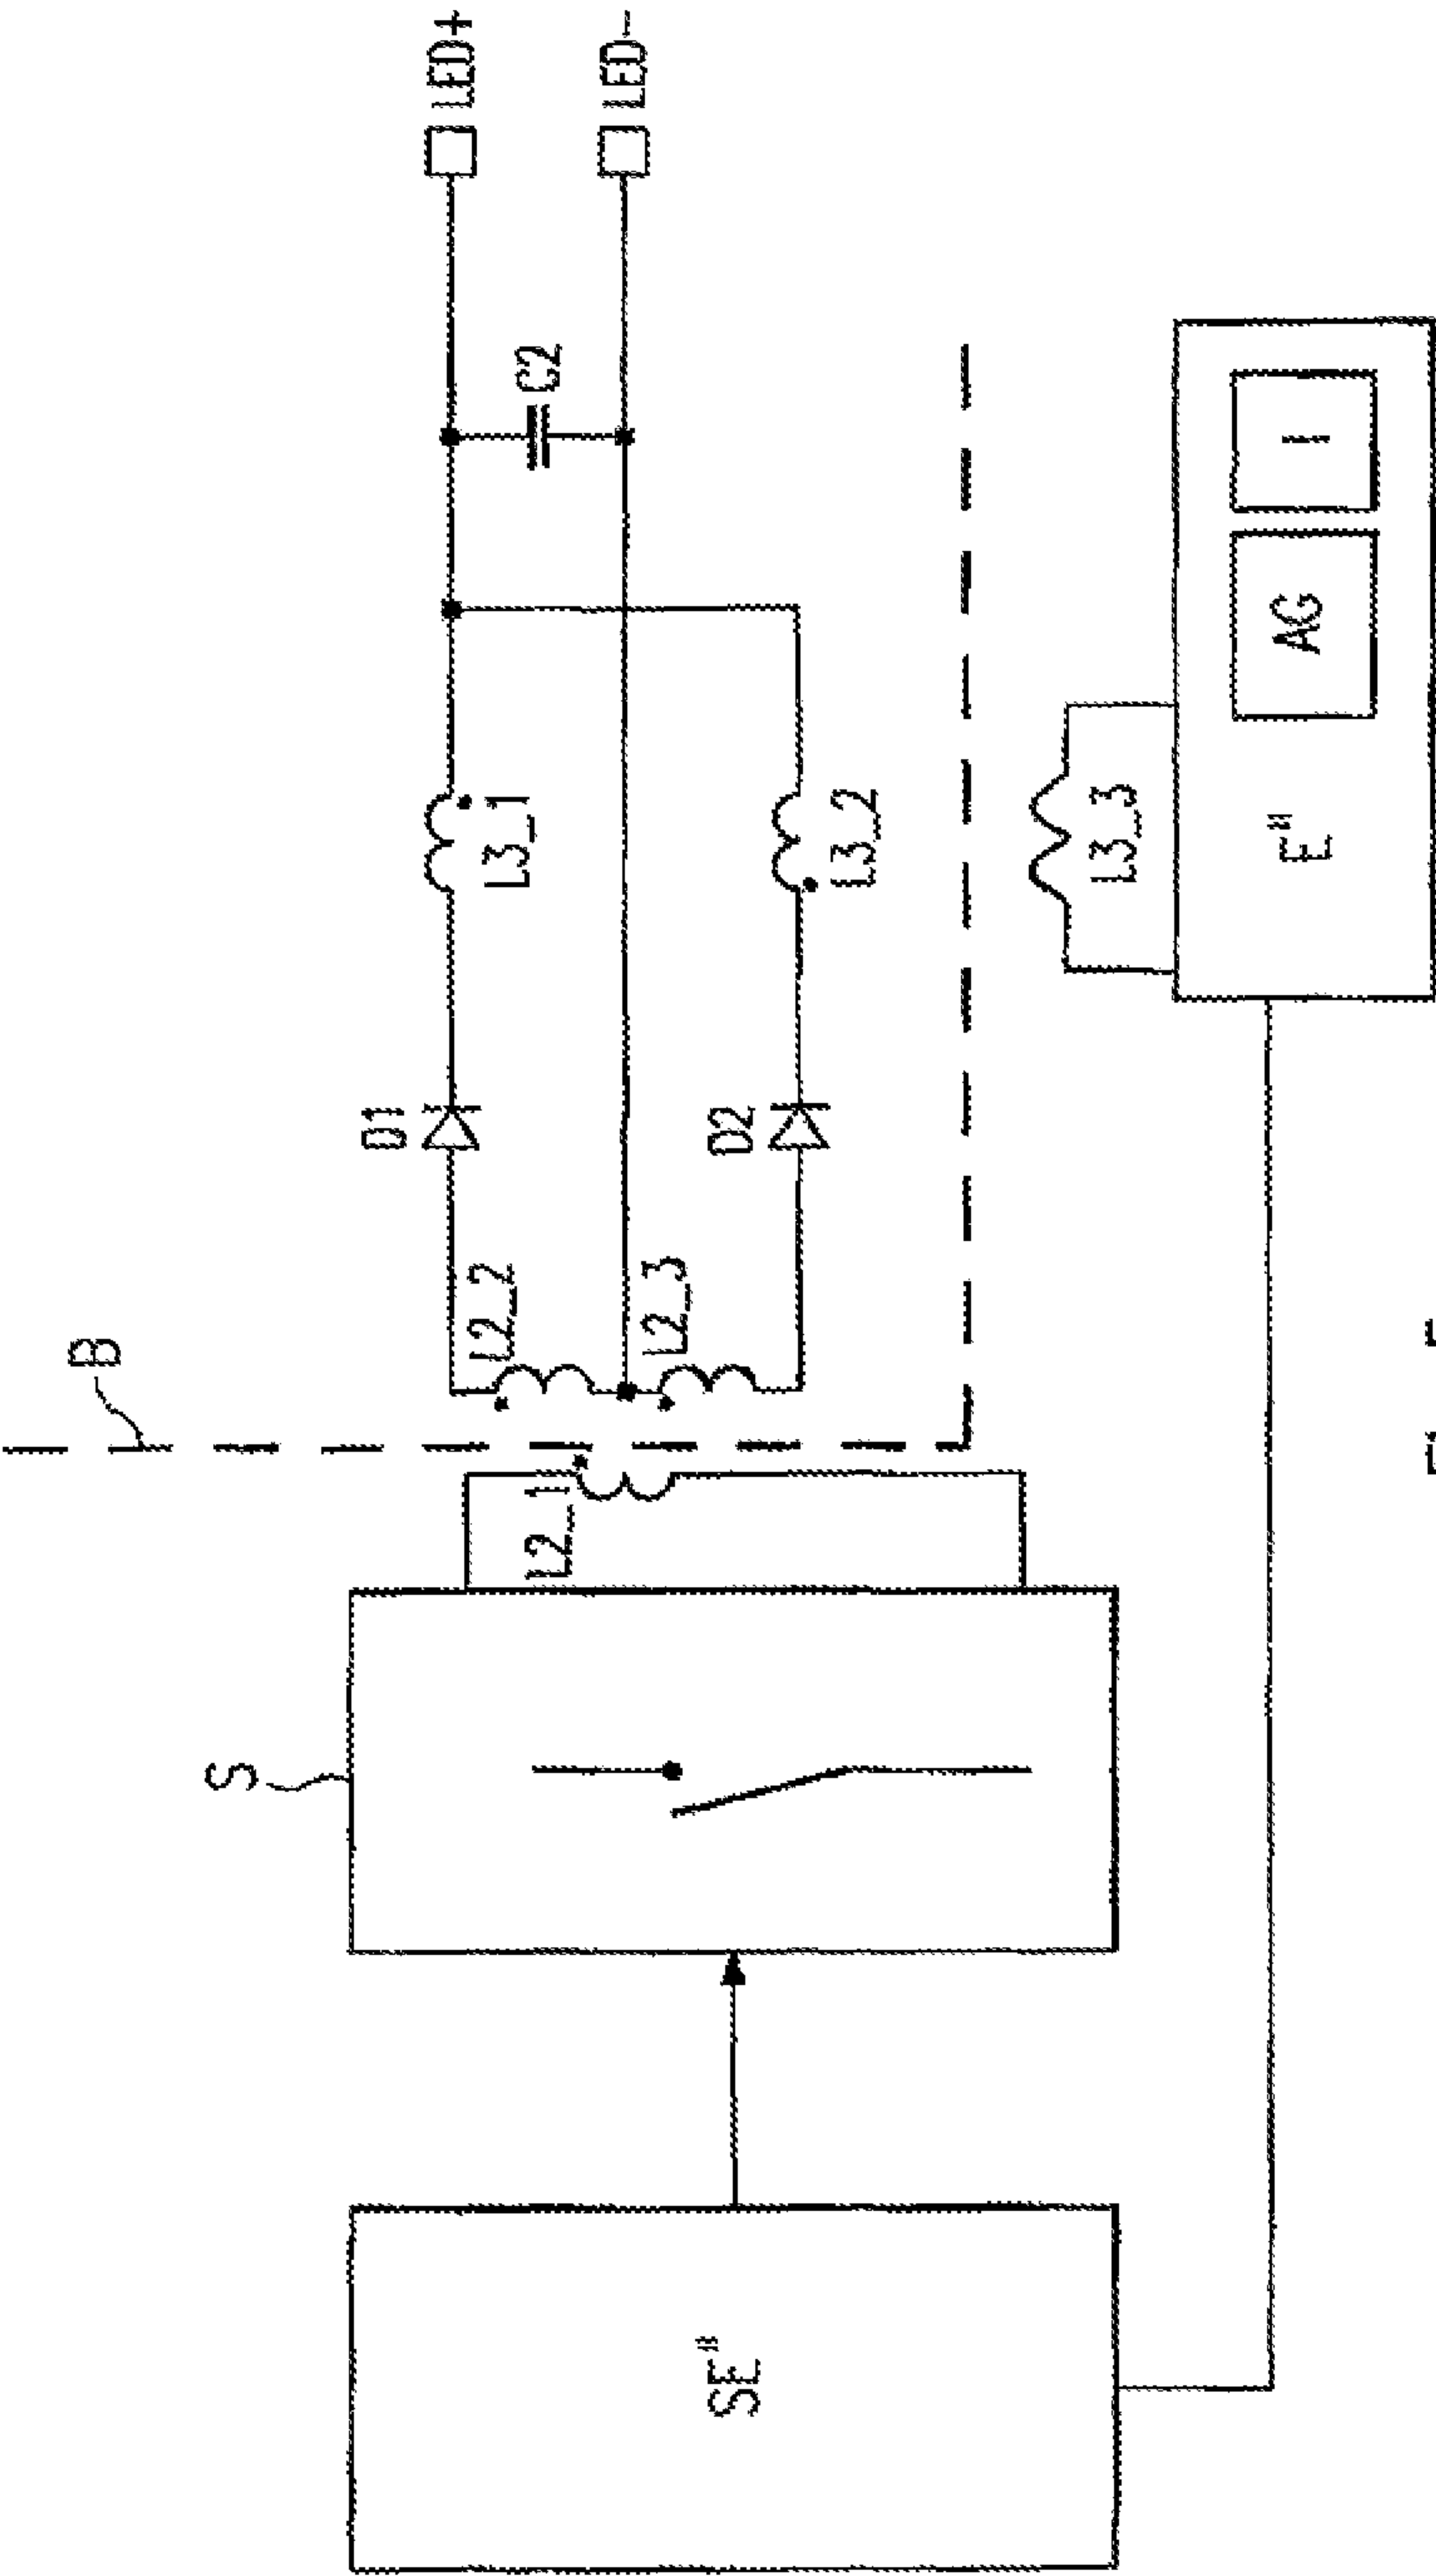 B
LED+
LED-
C2
D1
L3_1
L2_2
L2_3
D2
L3_2
S
L2_1
L3_3
SE"
E"
AG
I